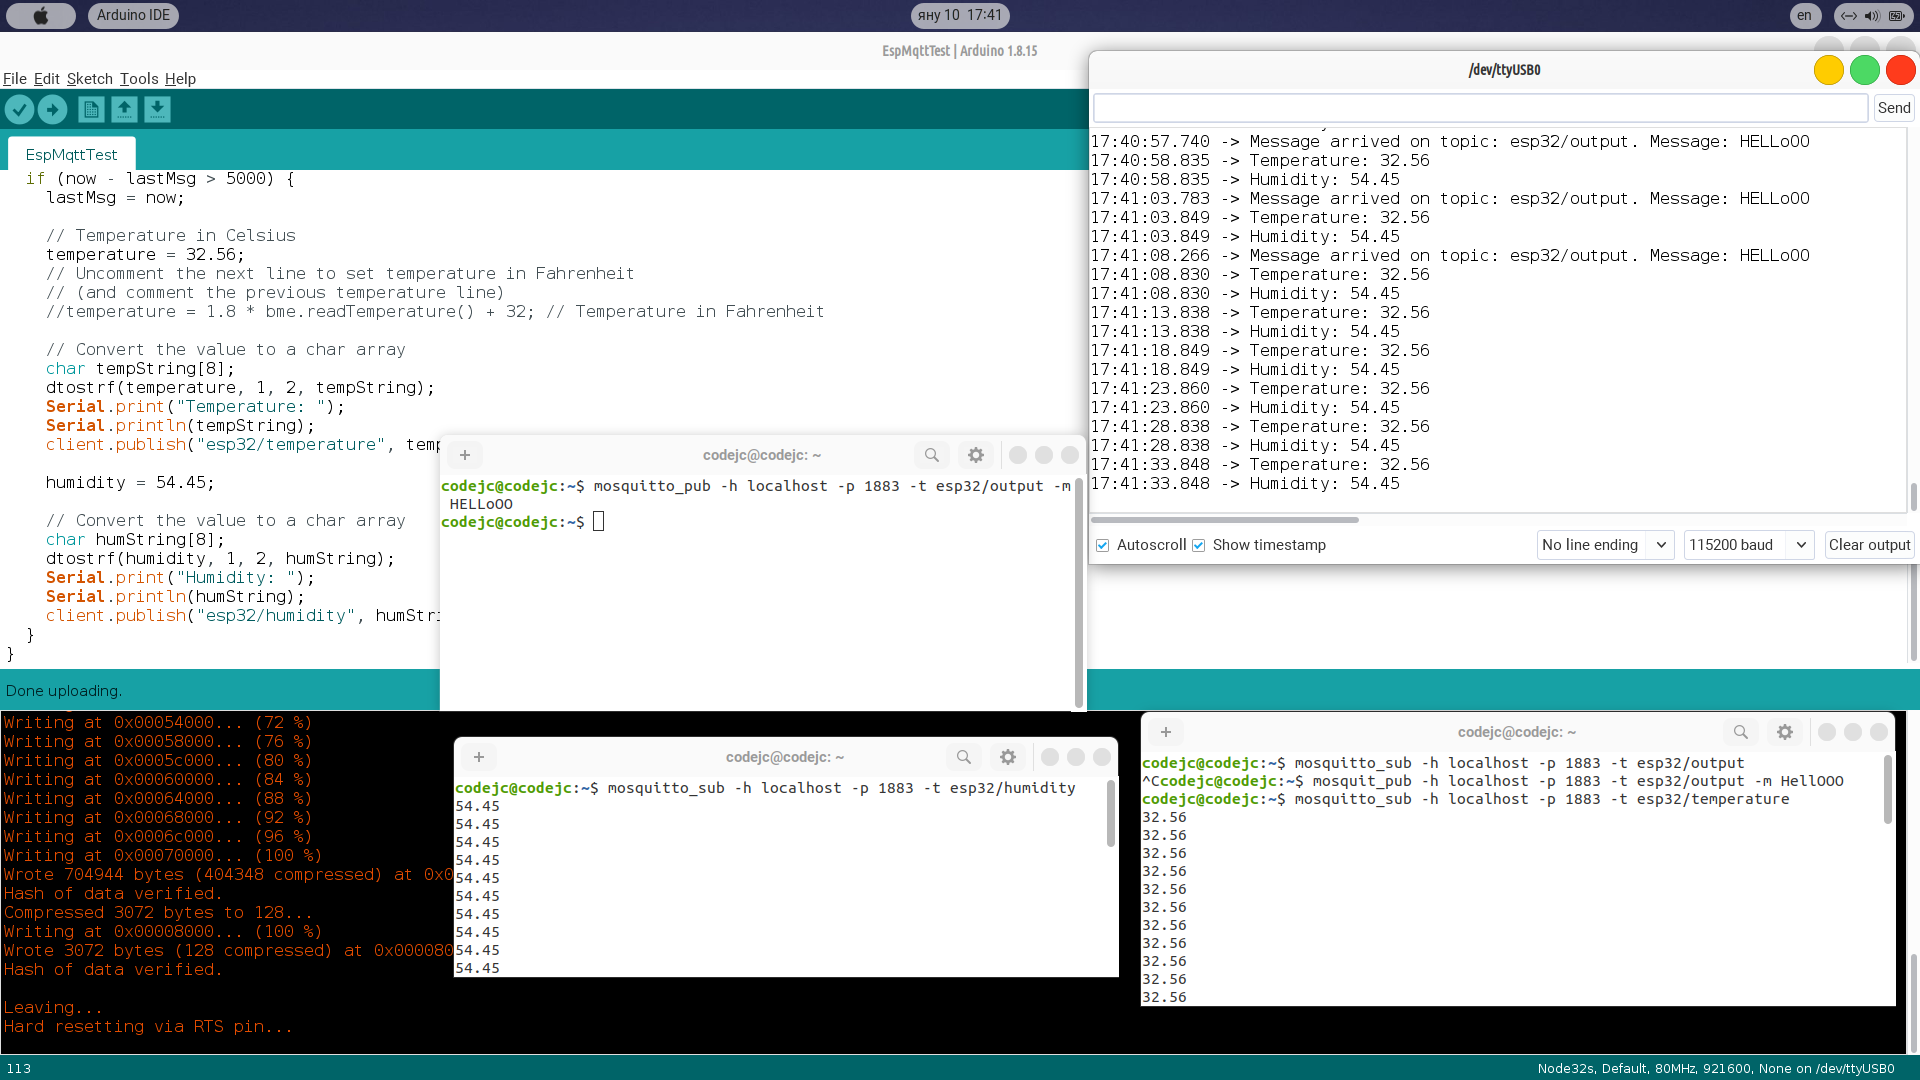 Arduino IDE
яну 10 17:41
en
EspMqttTest | Arduino 1.8.15
File Edit Sketch Tools Help
EspMqttTest
if (now - lastMsg > 5000) {
lastMsg = now;
// Temperature in Celsius
temperature = 32.56;
// Uncomment the next line to set temperature in Fahrenheit
// (and comment the previous temperature line)
//temperature = 1.8 * bme.readTemperature() + 32; // Temperature in Fahrenheit
// Convert the value to a char array
char tempString[8];
dtostrf(temperature, 1, 2, tempString);
Serial.print("Temperature: ");
Serial.println(tempString);
client.publish("esp32/temperature", temp
humidity = 54.45;
// Convert the value to a char array
char humString[8];
dtostrf(humidity, 1, 2, humString);
Serial.print("Humidity: ");
Serial.println(humString);
client.publish("esp32/humidity", humStri
}
}
/dev/ttyUSB0
Send
17:40:57.740 -> Message arrived on topic: esp32/output. Message: HELLoOO
17:40:58.835 -> Temperature: 32.56
17:40:58.835 -> Humidity: 54.45
17:41:03.783 -> Message arrived on topic: esp32/output. Message: HELLoOO
17:41:03.849 -> Temperature: 32.56
17:41:03.849 -> Humidity: 54.45
17:41:08.266 -> Message arrived on topic: esp32/output. Message: HELLoOO
17:41:08.830 -> Temperature: 32.56
17:41:08.830 -> Humidity: 54.45
17:41:13.838 -> Temperature: 32.56
17:41:13.838 -> Humidity: 54.45
17:41:18.849 -> Temperature: 32.56
17:41:18.849 -> Humidity: 54.45
17:41:23.860 -> Temperature: 32.56
17:41:23.860 -> Humidity: 54.45
17:41:28.838 -> Temperature: 32.56
17:41:28.838 -> Humidity: 54.45
17:41:33.848 -> Temperature: 32.56
17:41:33.848 -> Humidity: 54.45
Autoscroll Show timestamp No line ending 115200 baud Clear output
codejc@codejc: ~
codejc@codejc:~$ mosquitto_pub -h localhost -p 1883 -t esp32/output -m
HELLoOO
codejc@codejc:~$
Done uploading.
Writing at 0x00054000... (72 %)
Writing at 0x00058000... (76 %)
Writing at 0x0005c000... (80 %)
Writing at 0x00060000... (84 %)
Writing at 0x00064000... (88 %)
Writing at 0x00068000... (92 %)
Writing at 0x0006c000... (96 %)
Writing at 0x00070000... (100 %)
Wrote 704944 bytes (404348 compressed) at 0x0
Hash of data verified.
Compressed 3072 bytes to 128...
Writing at 0x00008000... (100 %)
Wrote 3072 bytes (128 compressed) at 0x000080
Hash of data verified.
Leaving...
Hard resetting via RTS pin...
codejc@codejc: ~
codejc@codejc:~$ mosquitto_sub -h localhost -p 1883 -t esp32/humidity
54.45
54.45
54.45
54.45
54.45
54.45
54.45
54.45
54.45
54.45
codejc@codejc: ~
codejc@codejc:~$ mosquitto_sub -h localhost -p 1883 -t esp32/output
^Ccodejc@codejc:~$ mosquit_pub -h localhost -p 1883 -t esp32/output -m HellOOO
codejc@codejc:~$ mosquitto_sub -h localhost -p 1883 -t esp32/temperature
32.56
32.56
32.56
32.56
32.56
32.56
32.56
32.56
32.56
32.56
32.56
113
Node32s, Default, 80MHz, 921600, None on /dev/ttyUSB0